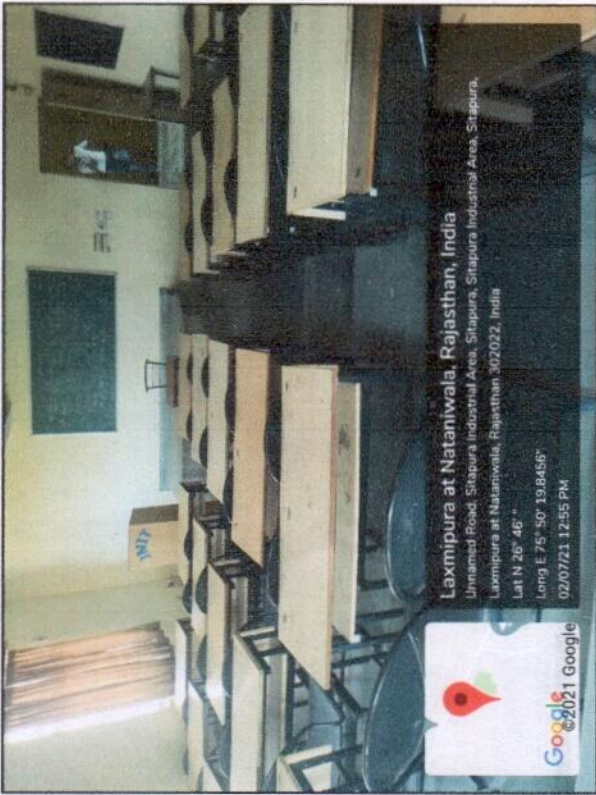 Laxmipura at Nataniwala, Rajasthan, India
Unnamed Road, Sitapura Industrial Area, Sitapura, Sitapura Industrial Area, Sitapura,
Laxmipura at Nataniwala, Rajasthan 302022, India
Lat N 26° 46' "
Long E 75° 50' 19.8456"
02/07/21 12:55 PM
Google
©2021 Google